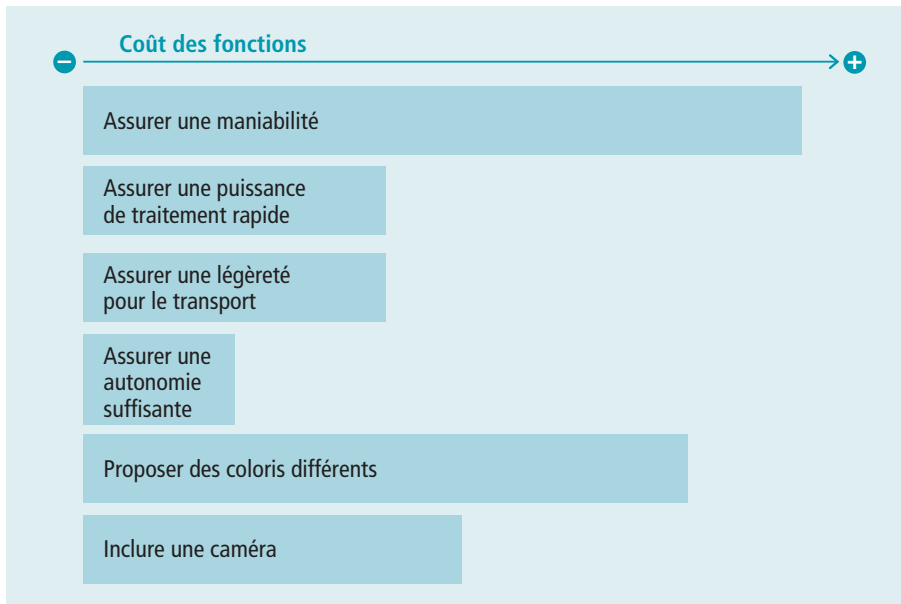 Coût des fonctions
− +
Assurer une maniabilité
Assurer une puissance
de traitement rapide
Assurer une légèreté
pour le transport
Assurer une
autonomie
suffisante
Proposer des coloris différents
Inclure une caméra